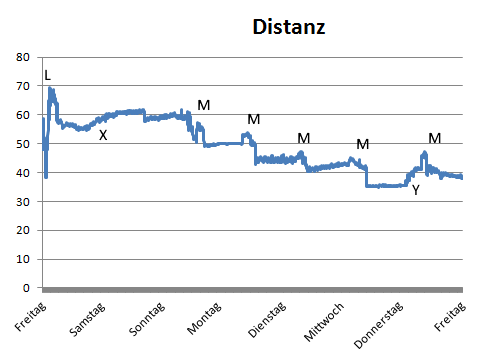 Distanz
80
70
60
50
40
30
20
10
0
L
X
M
M
M
M
Y
M
Freitag
Samstag
Sonntag
Montag
Dienstag
Mittwoch
Donnerstag
Freitag